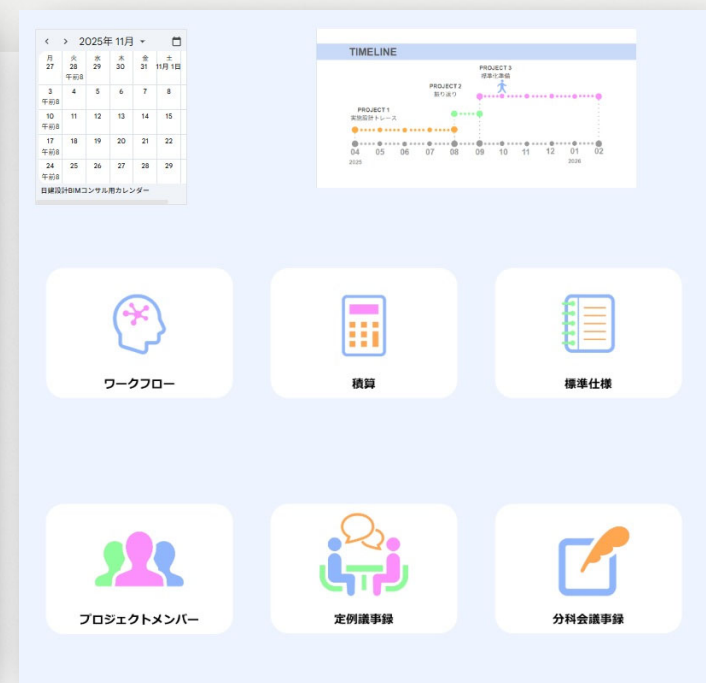 2025年 11月
月 火 水 木 金 土
27 28 29 30 31 11月 1日
午前8
3 4 5 6 7 8
午前8
10 11 12 13 14 15
午前8
17 18 19 20 21 22
午前8
24 25 26 27 28 29
午前8
日建設計BIMコンサル用カレンダー
TIMELINE
PROJECT 3
標準化準備
PROJECT 2
振り返り
PROJECT 1
実施設計トレース
04 05 06 07 08 09 10 11 12 01 02
2025 2026
ワークフロー
積算
標準仕様
プロジェクトメンバー
定例議事録
分科会議事録